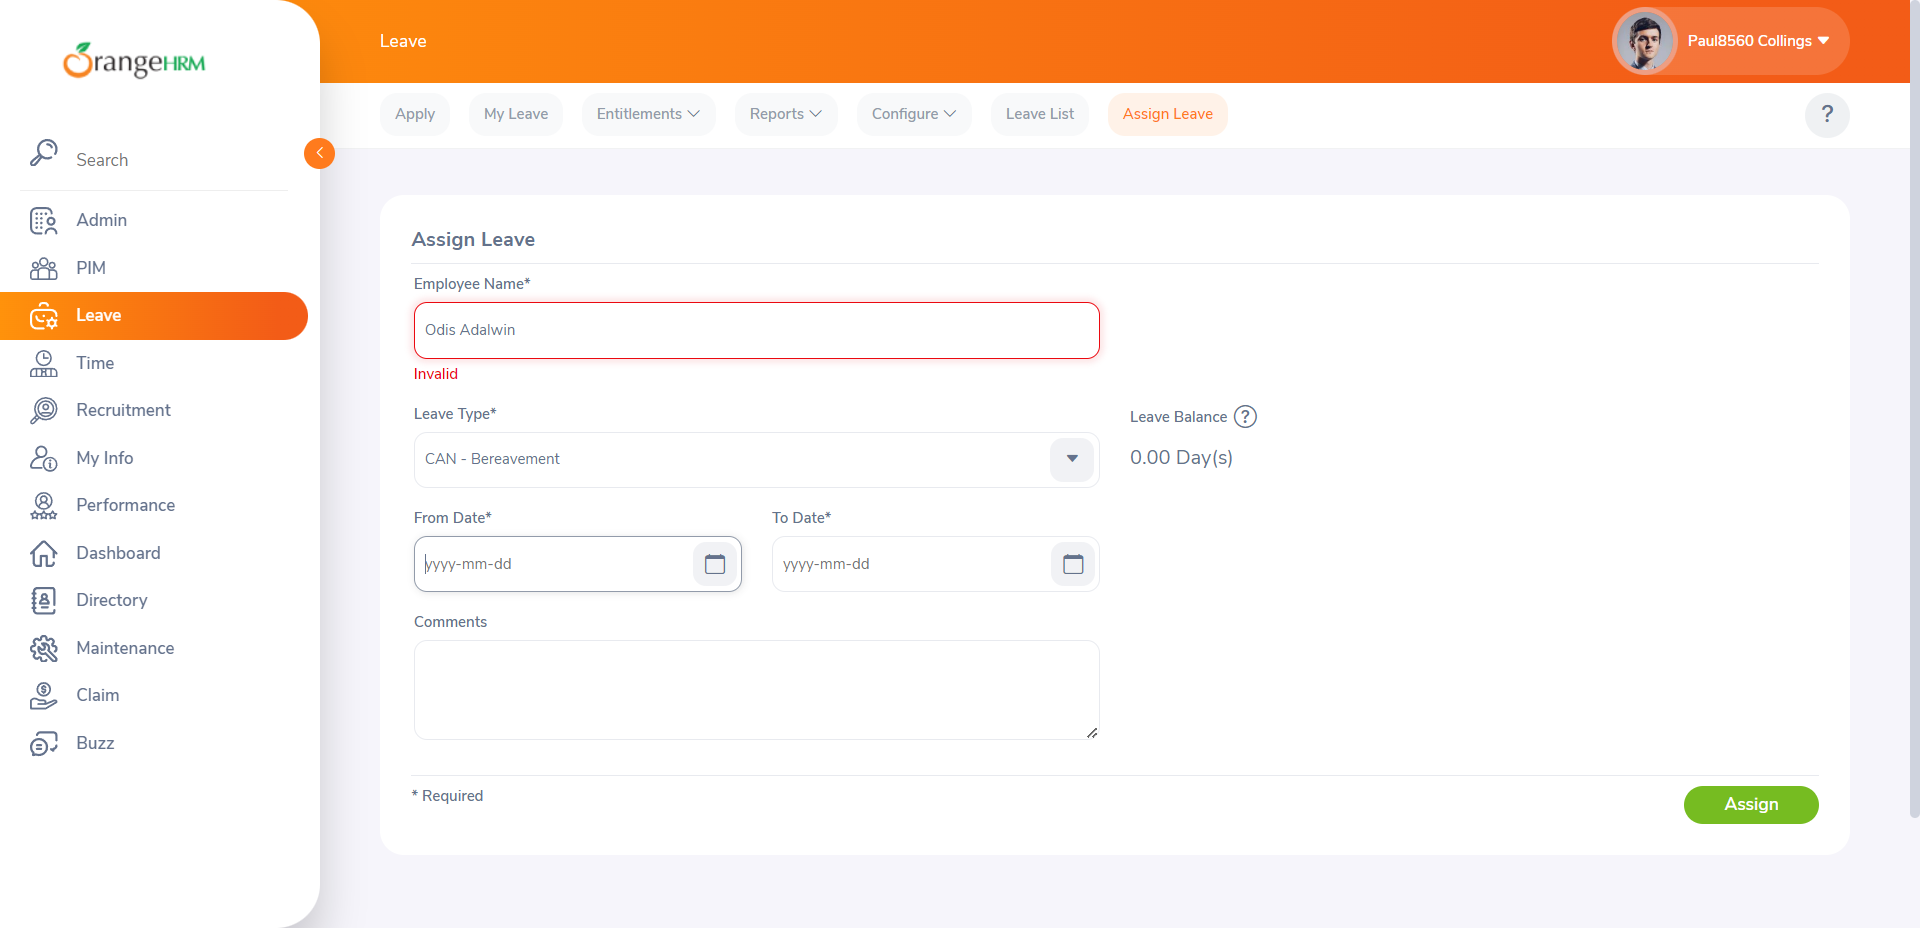 OrangeHRM
Search
Admin
PIM
Leave
Time
Recruitment
My Info
Performance
Dashboard
Directory
Maintenance
Claim
Buzz
Leave
Paul8560 Collings
Apply
My Leave
Entitlements
Reports
Configure
Leave List
Assign Leave
?
Assign Leave
Employee Name*
Odis Adalwin
Invalid
Leave Type*
CAN - Bereavement
Leave Balance ?
0.00 Day(s)
From Date*
yyyy-mm-dd
To Date*
yyyy-mm-dd
Comments
* Required
Assign